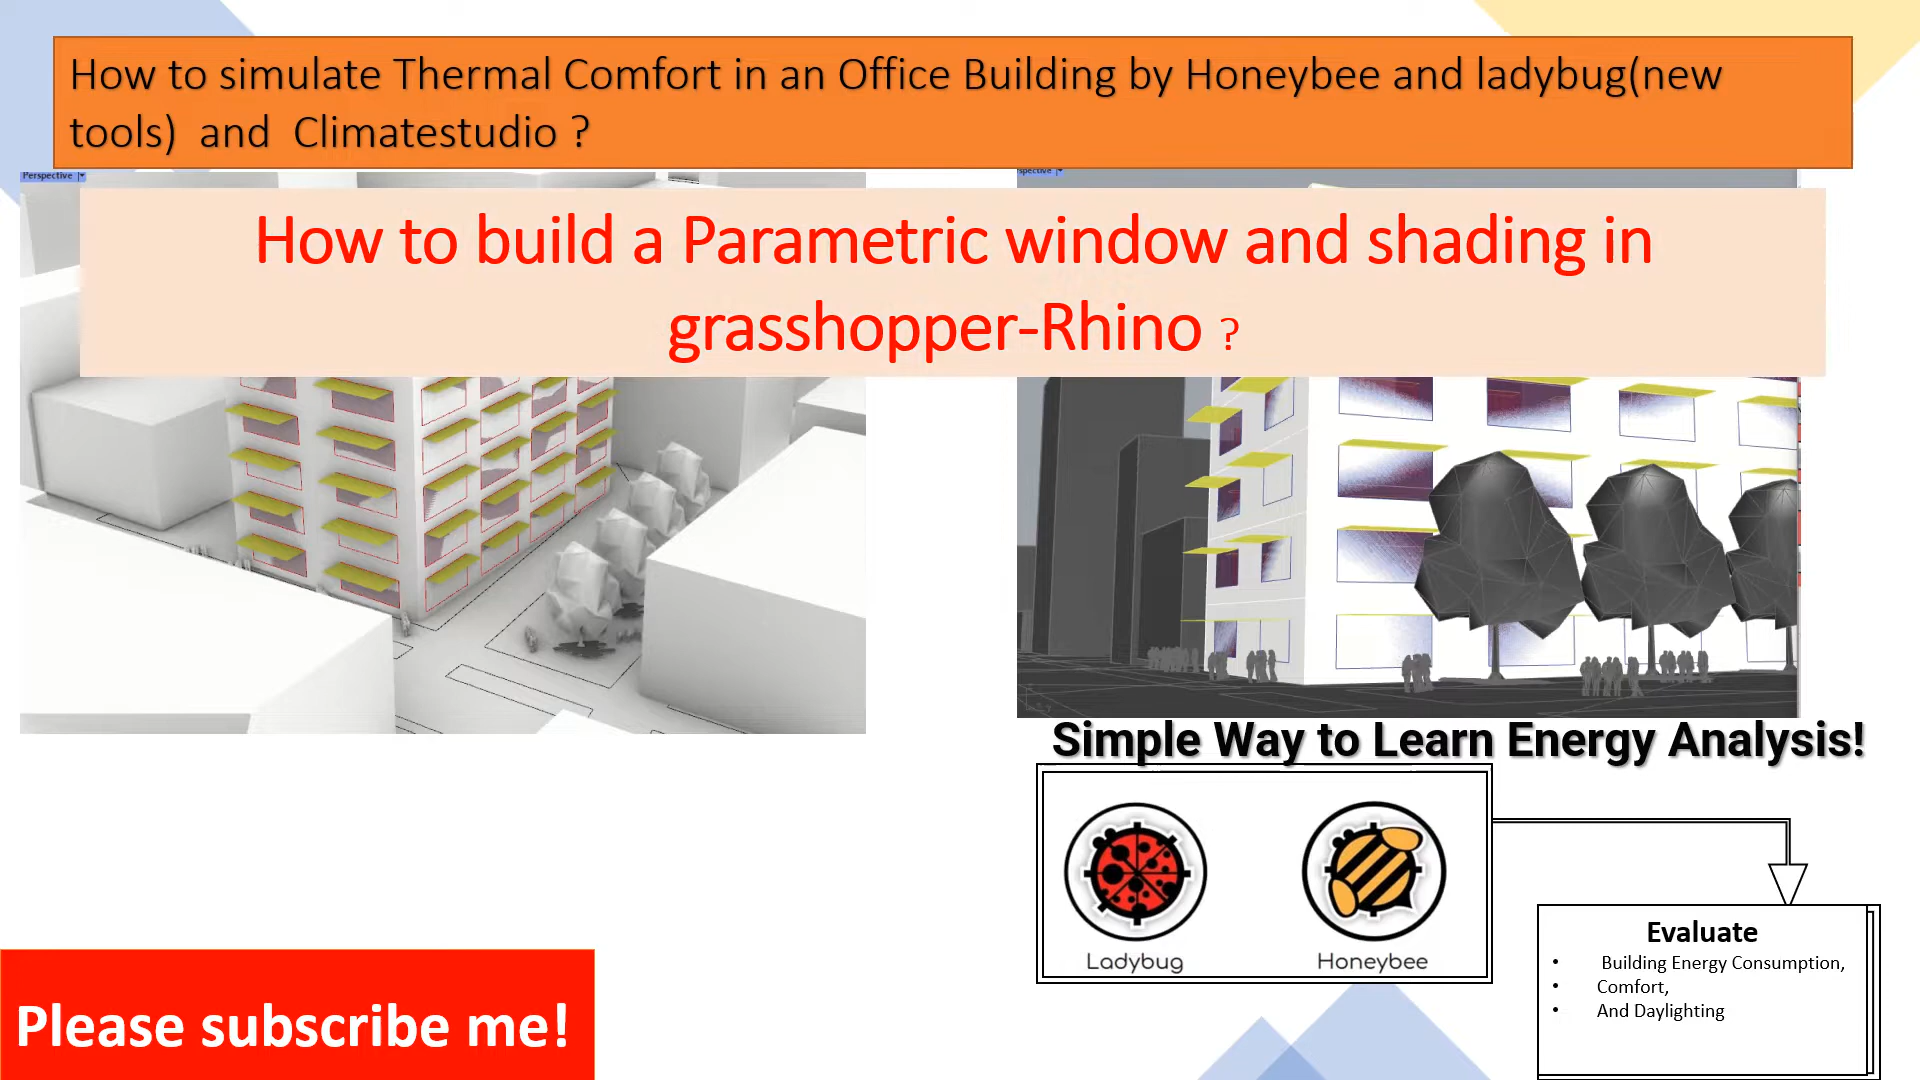 How to simulate Thermal Comfort in an Office Building by Honeybee and ladybug(new
tools)  and  Climatestudio ?
Perspective
spective
How to build a Parametric window and shading in
grasshopper-Rhino ?
Simple Way to Learn Energy Analysis!
Ladybug
Honeybee
Evaluate
• Building Energy Consumption,
• Comfort,
• And Daylighting
Please subscribe me!